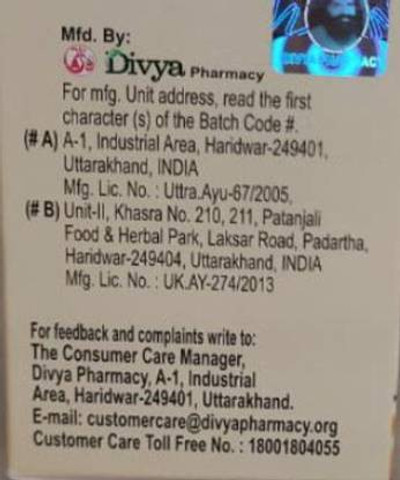 Mfd. By:
Divya Pharmacy
For mfg. Unit address, read the first
character (s) of the Batch Code #.
(# A) A-1, Industrial Area, Haridwar-249401,
Uttarakhand, INDIA
Mfg. Lic. No. : Uttra.Ayu-67/2005,
(# B) Unit-II, Khasra No. 210, 211, Patanjali
Food & Herbal Park, Laksar Road, Padartha,
Haridwar-249404, Uttarakhand, INDIA
Mfg. Lic. No. : UK.AY-274/2013
For feedback and complaints write to:
The Consumer Care Manager,
Divya Pharmacy, A-1, Industrial
Area, Haridwar-249401, Uttarakhand.
E-mail: customercare@divyapharmacy.org
Customer Care Toll Free No. : 18001804055